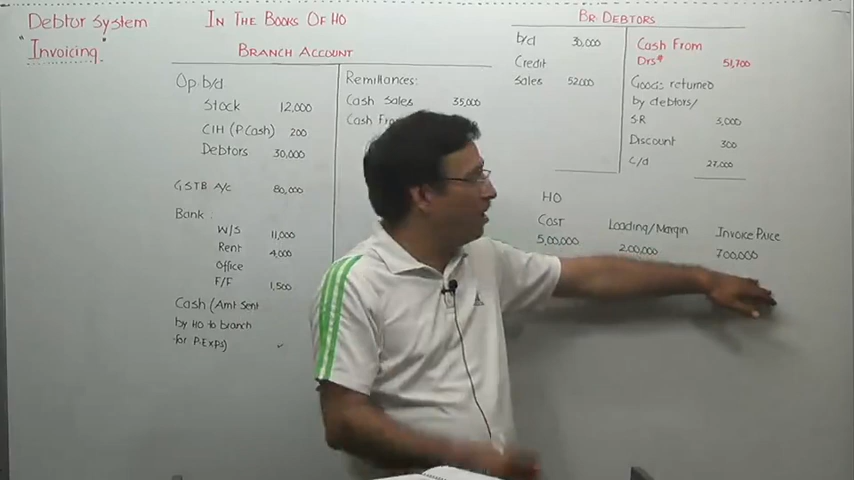 Debtor System
"Invoicing"
In The Books Of HO
BRANCH ACCOUNT
Op. b/d
Stock 12,000
CIH (P.Cash) 200
Debtors 30,000
GSTB A/c 80,000
Bank:
W/S 11,000
Rent 4,000
Office
F/F 1,500
Cash (Amt Sent
by HO to branch
for P.Exps)
Remittances:
Cash Sales 35,000
Cash
BR. DEBTORS
b/d 30,000
Credit
Sales 52,000
Cash From
Drs 51,700
Goods returned
by debtors/
S.R 3,000
Discount 300
C/d 27,000
HO
Cost Loading/Margin Invoice Price
5,00,000 2,00,000 7,00,000